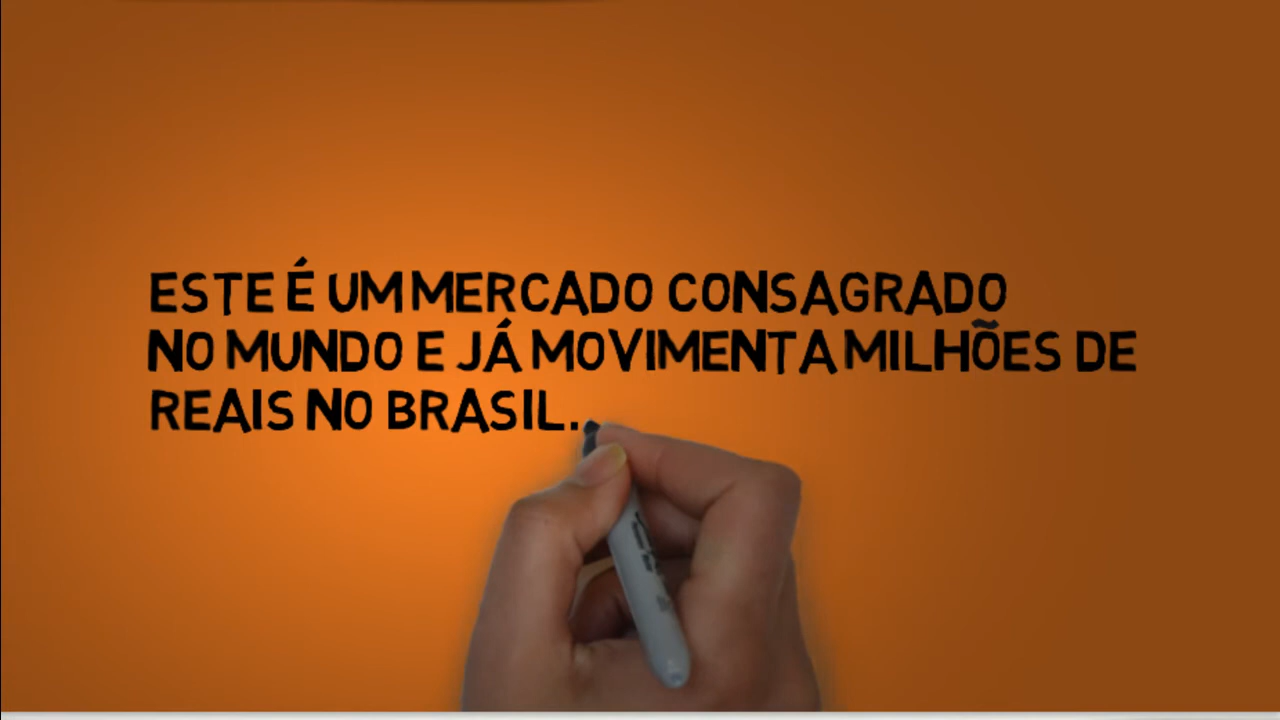 ESTE É UM MERCADO CONSAGRADO
NO MUNDO E JÁ MOVIMENTA MILHÕES DE
REAIS NO BRASIL.